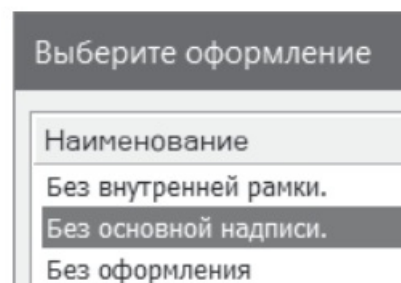 Выберите оформление
Наименование
Без внутренней рамки.
Без основной надписи.
Без оформления